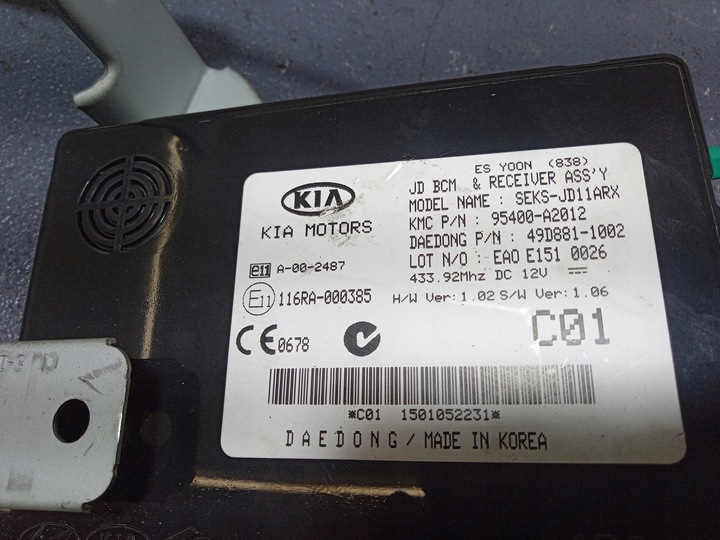 ES YOON (838)
JD BCM & RECEIVER ASS'Y
MODEL NAME : SEKS-JD11ARX
KMC P/N : 95400-A2012
DAEDONG P/N : 49D881-1002
LOT N/O : EAO E151 0026
433.92Mhz DC 12V
H/W Ver:1.02 S/W Ver:1.06
KIA
KIA MOTORS
e11 A-00-2487
E11 116RA-000385
CE0678
C01
*C01 1501052231*
DAEDONG / MADE IN KOREA